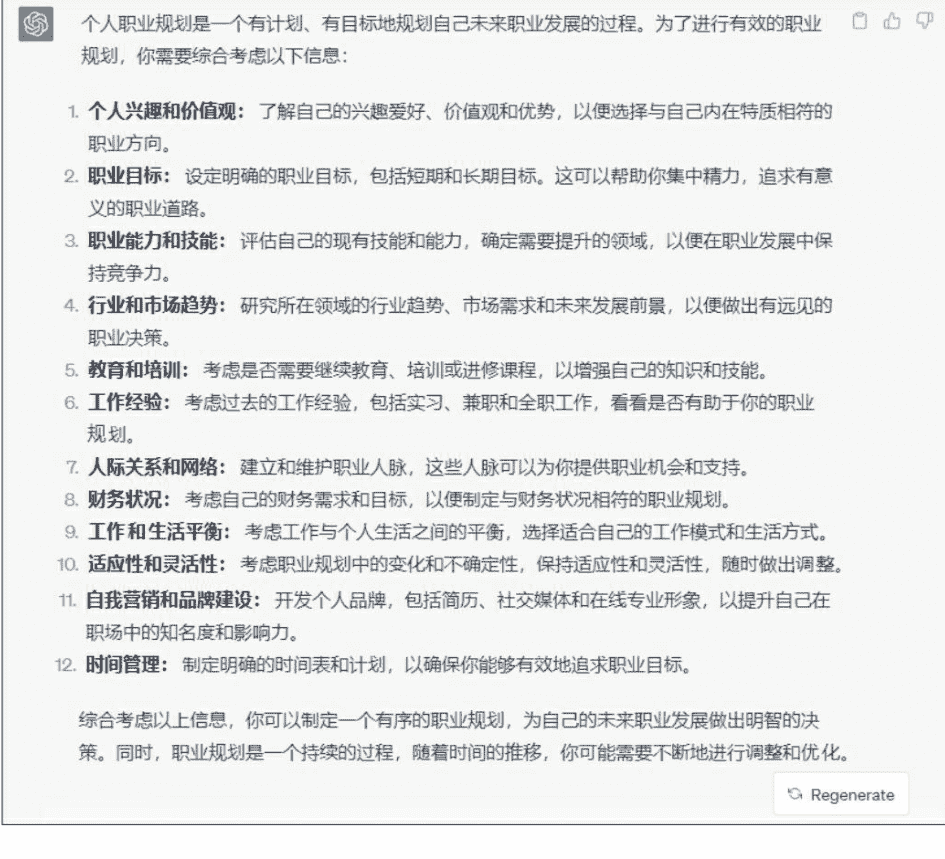 个人职业规划是一个有计划、有目标地规划自己未来职业发展的过程。为了进行有效的职业
规划，你需要综合考虑以下信息：
1. 个人兴趣和价值观： 了解自己的兴趣爱好、价值观和优势，以便选择与自己内在特质相符的
职业方向。
2. 职业目标： 设定明确的职业目标，包括短期和长期目标。这可以帮助你集中精力，追求有意
义的职业道路。
3. 职业能力和技能： 评估自己的现有技能和能力，确定需要提升的领域，以便在职业发展中保
持竞争力。
4. 行业和市场趋势： 研究所在领域的行业趋势、市场需求和未来发展前景，以便做出有远见的
职业决策。
5. 教育和培训： 考虑是否需要继续教育、培训或进修课程，以增强自己的知识和技能。
6. 工作经验： 考虑过去的工作经验，包括实习、兼职和全职工作，看看是否有助于你的职业
规划。
7. 人际关系和网络： 建立和维护职业人脉，这些人脉可以为你提供职业机会和支持。
8. 财务状况： 考虑自己的财务需求和目标，以便制定与财务状况相符的职业规划。
9. 工作和生活平衡： 考虑工作与个人生活之间的平衡，选择适合自己的工作模式和生活方式。
10. 适应性和灵活性： 考虑职业规划中的变化和不确定性，保持适应性和灵活性，随时做出调整。
11. 自我营销和品牌建设： 开发个人品牌，包括简历、社交媒体和在线专业形象，以提升自己在
职场中的知名度和影响力。
12. 时间管理： 制定明确的时间表和计划，以确保你能够有效地追求职业目标。
综合考虑以上信息，你可以制定一个有序的职业规划，为自己的未来职业发展做出明智的决
策。同时，职业规划是一个持续的过程，随着时间的推移，你可能需要不断地进行调整和优化。
Regenerate